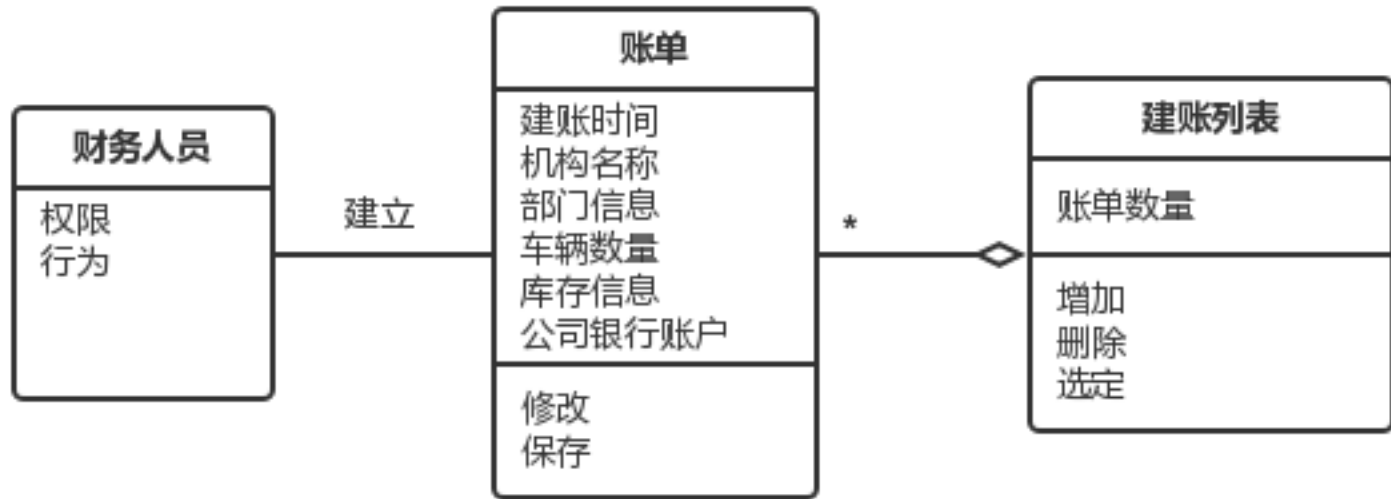 财务人员
权限
行为
建立
账单
建账时间
机构名称
部门信息
车辆数量
库存信息
公司银行账户
修改
保存
*
建账列表
账单数量
增加
删除
选定